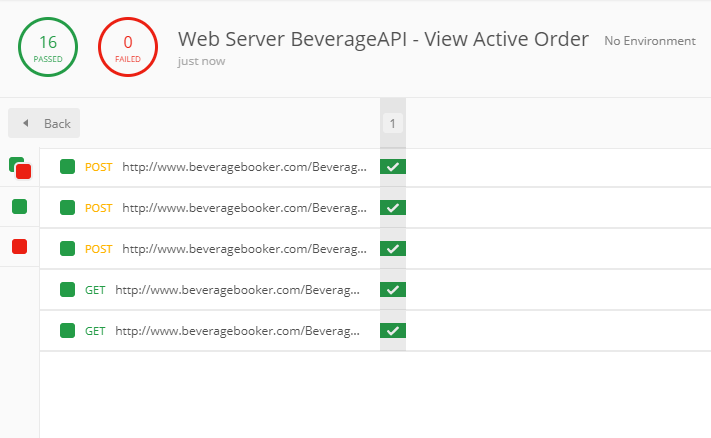 16
PASSED
0
FAILED
Web Server BeverageAPI - View Active Order
No Environment
just now
Back
1
POST http://www.beveragebooker.com/Beverag...
POST http://www.beveragebooker.com/Beverag...
POST http://www.beveragebooker.com/Beverag...
GET http://www.beveragebooker.com/Beverag...
GET http://www.beveragebooker.com/Beverag...